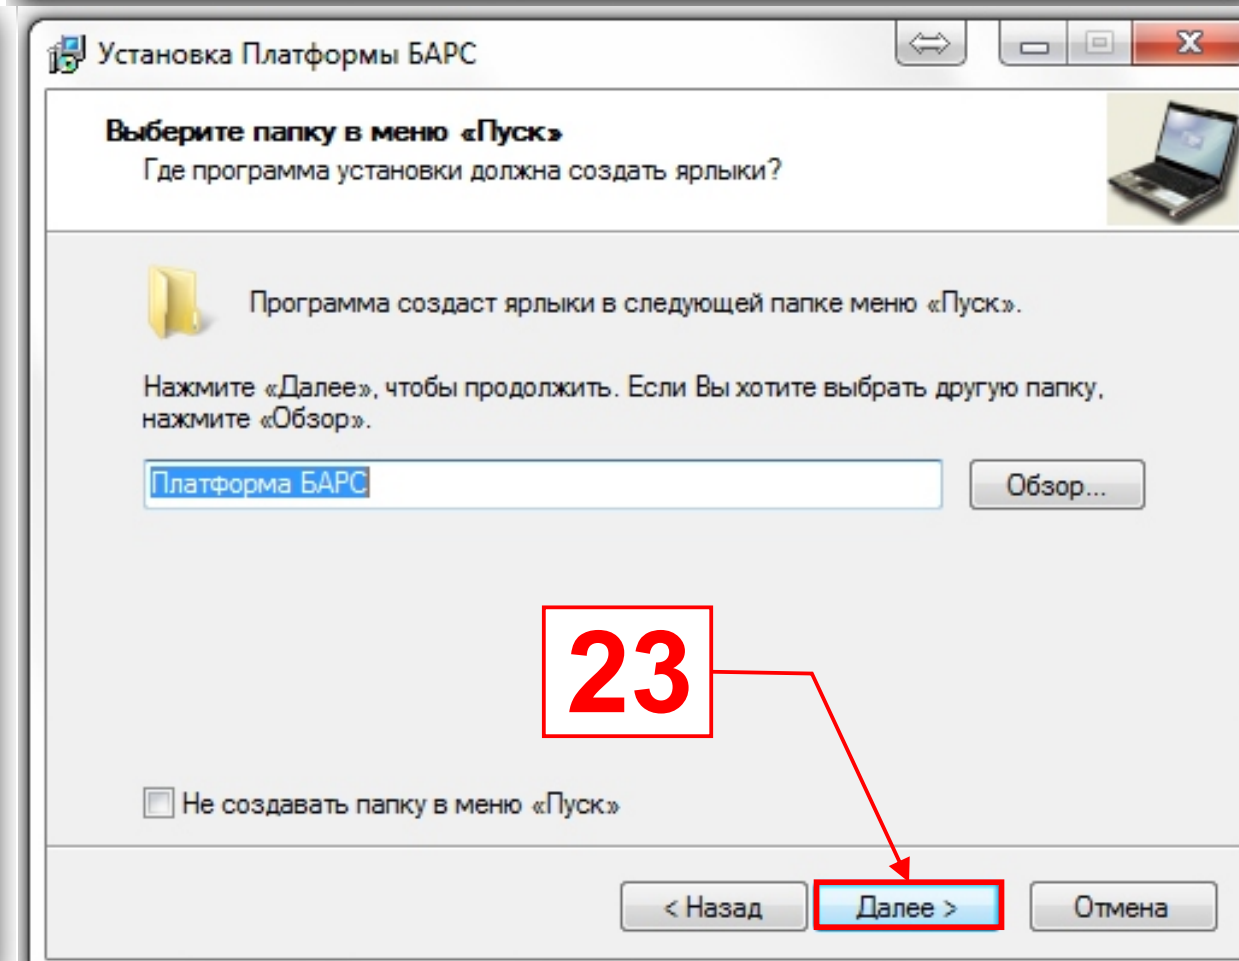 Установка Платформы БАРС
Выберите папку в меню «Пуск»
Где программа установки должна создать ярлыки?
Программа создаст ярлыки в следующей папке меню «Пуск».
Нажмите «Далее», чтобы продолжить. Если Вы хотите выбрать другую папку,
нажмите «Обзор».
Платформа БАРС
Обзор...
23
Не создавать папку в меню «Пуск»
< Назад
Далее >
Отмена